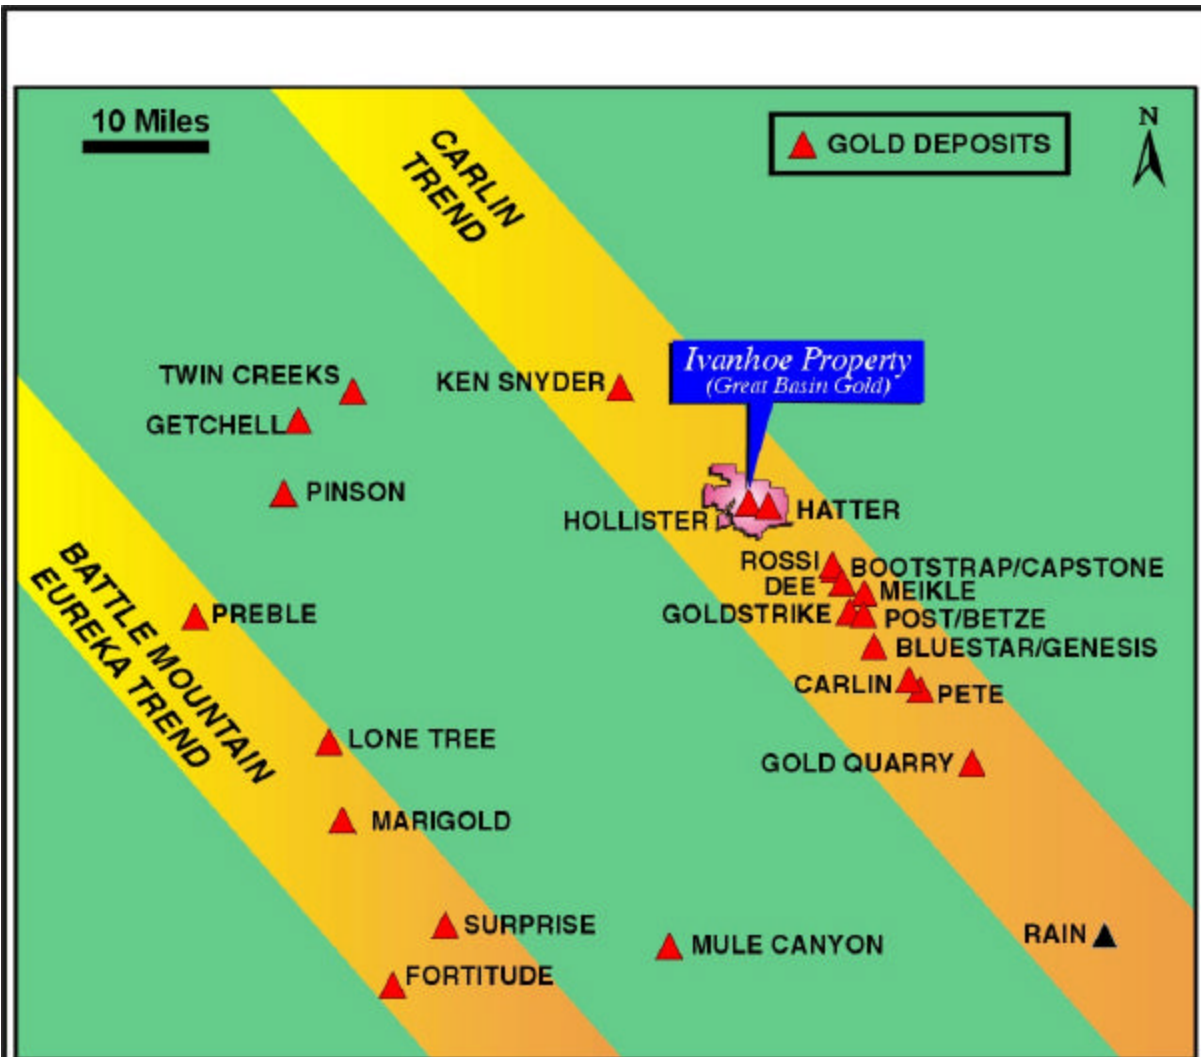 10 Miles
CARLIN
TREND
GOLD DEPOSITS
N
TWIN CREEKS
GETCHELL
PINSON
KEN SNYDER
Ivanhoe Property
(Great Basin Gold)
HOLLISTER
HATTER
ROSSI
BOOTSTRAP/CAPSTONE
DEE
MEIKLE
GOLDSTRIKE
POST/BETZE
BLUESTAR/GENESIS
CARLIN
PETE
GOLD QUARRY
BATTLE MOUNTAIN
EUREKA TREND
PREBLE
LONE TREE
MARIGOLD
SURPRISE
FORTITUDE
MULE CANYON
RAIN